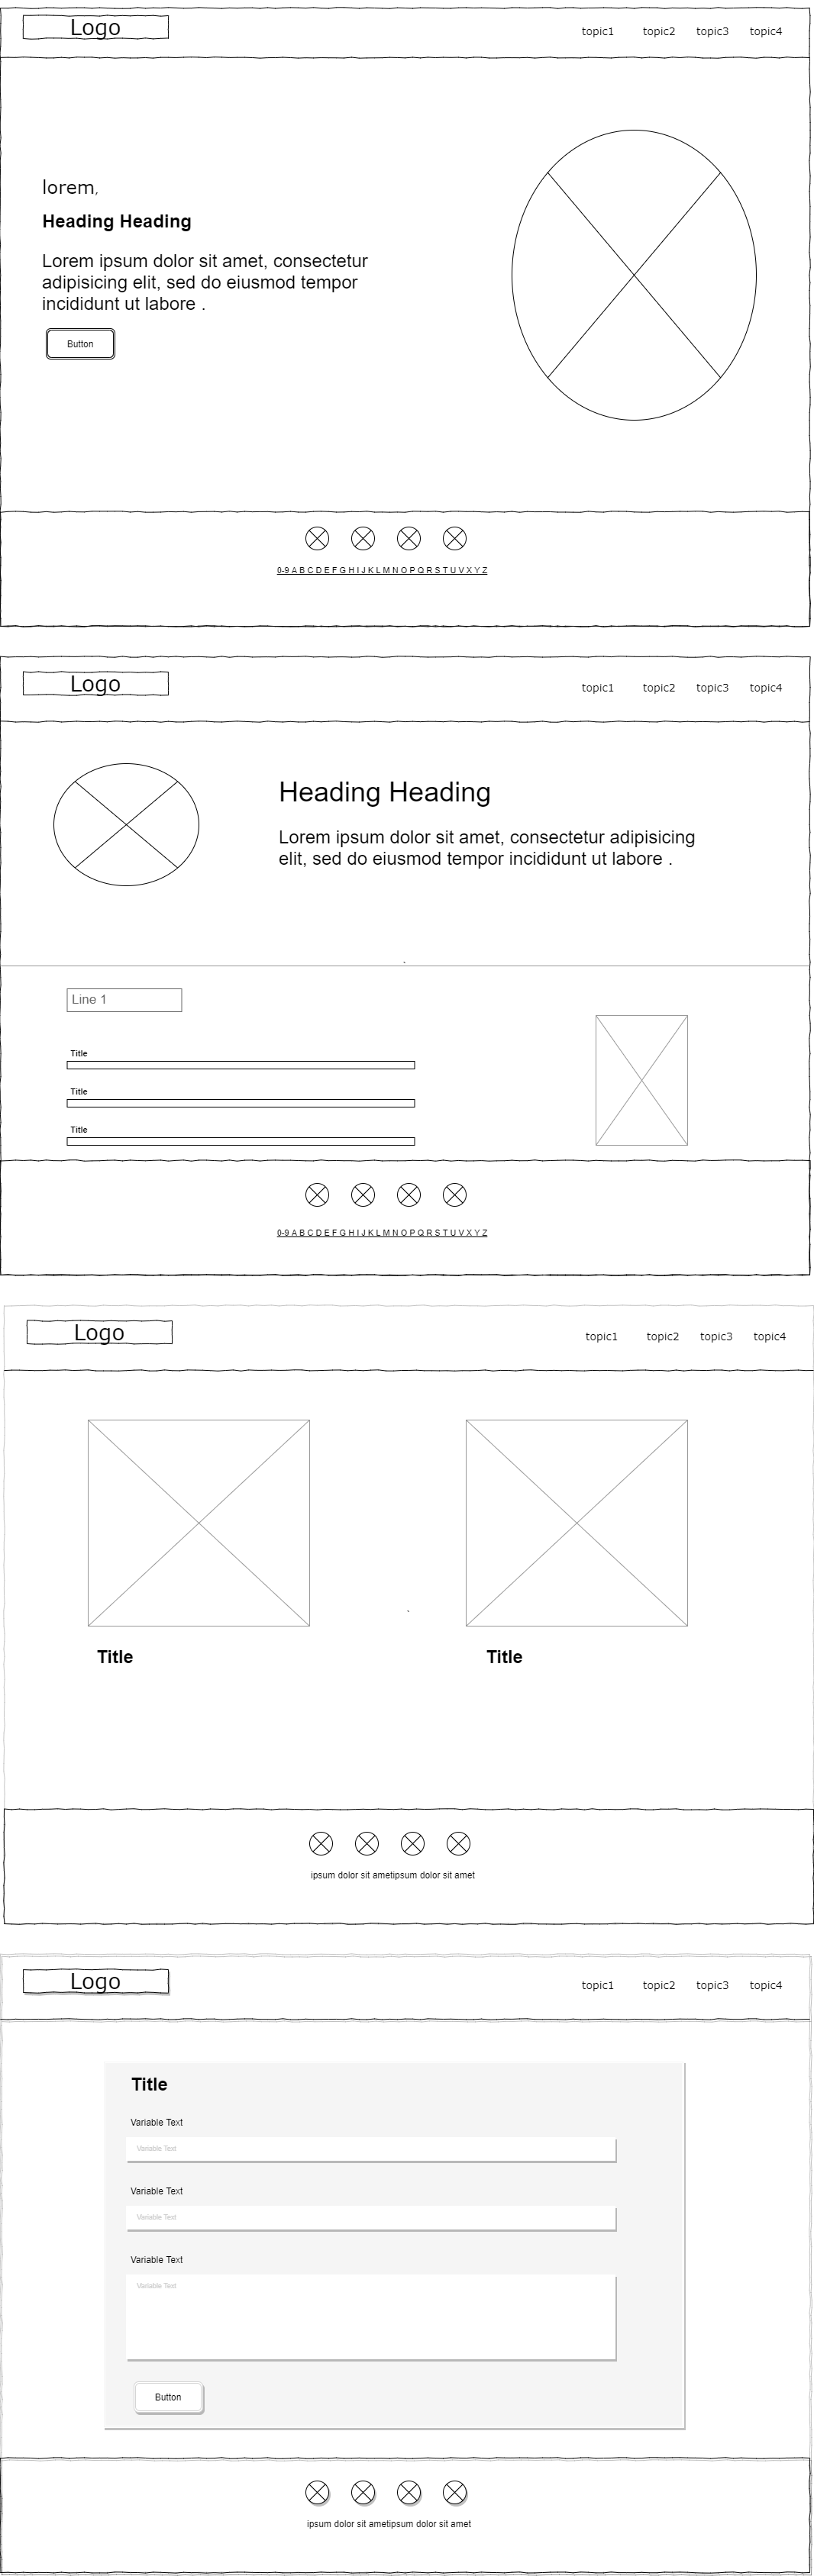 Logo
topic1 topic2 topic3 topic4
lorem,
Heading Heading
Lorem ipsum dolor sit amet, consectetur
adipisicing elit, sed do eiusmod tempor
incididunt ut labore .
Button
0-9 A B C D E F G H I J K L M N O P Q R S T U V X Y Z
Logo
topic1 topic2 topic3 topic4
Heading Heading
Lorem ipsum dolor sit amet, consectetur adipisicing
elit, sed do eiusmod tempor incididunt ut labore .
Line 1
Title
Title
Title
0-9 A B C D E F G H I J K L M N O P Q R S T U V X Y Z
Logo
topic1 topic2 topic3 topic4
Title Title
ipsum dolor sit ametipsum dolor sit amet
Logo
topic1 topic2 topic3 topic4
Title
Variable Text
Variable Text
Variable Text
Variable Text
Variable Text
Variable Text
Button
ipsum dolor sit ametipsum dolor sit amet